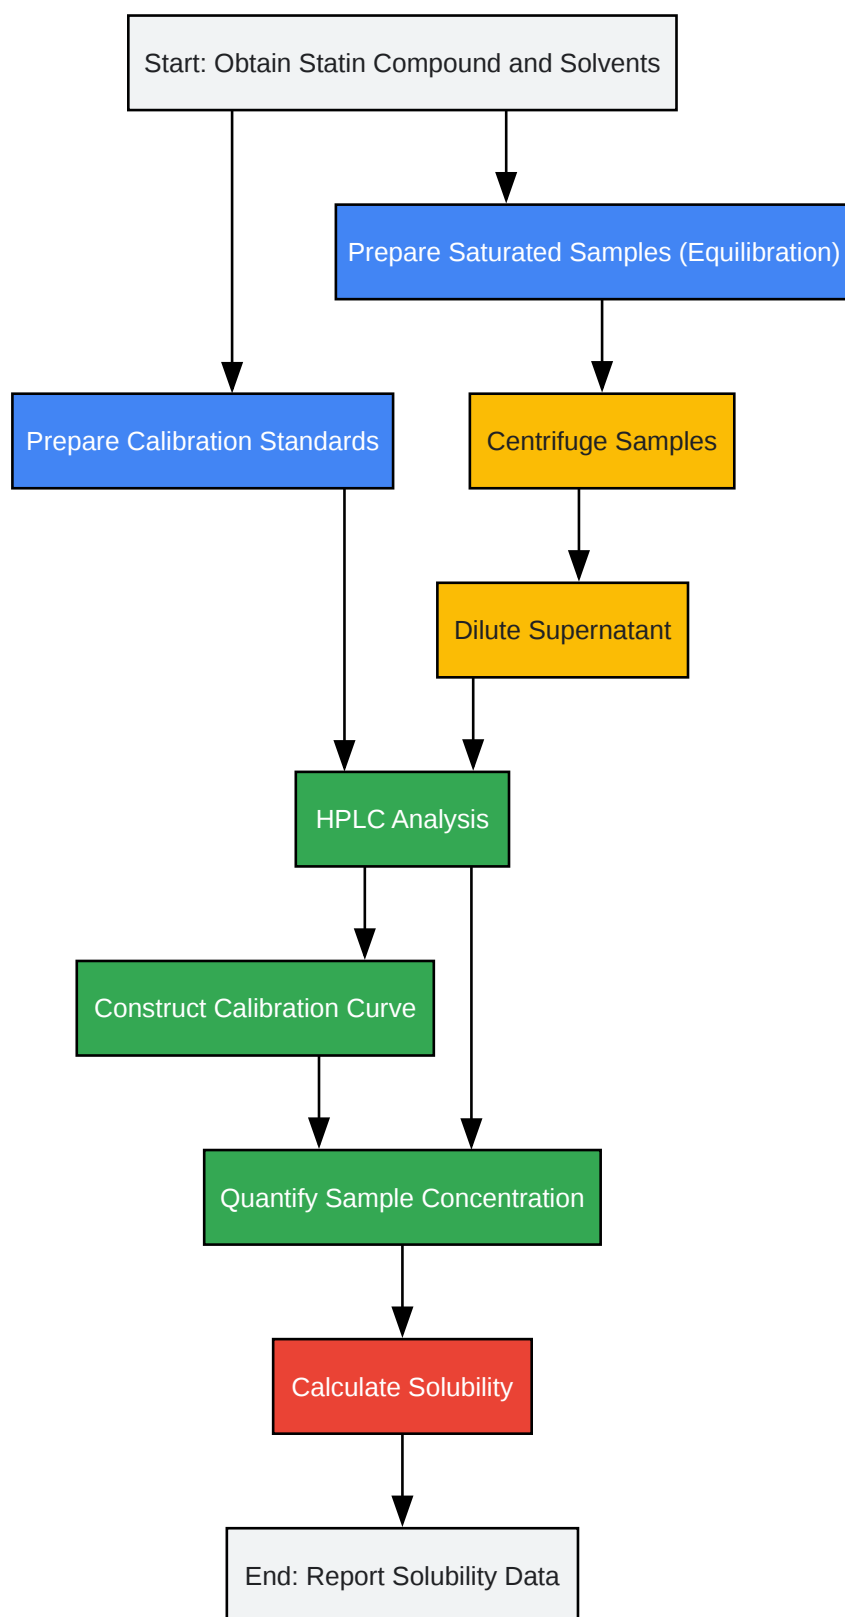 Start: Obtain Statin Compound and Solvents
Prepare Saturated Samples (Equilibration)
Prepare Calibration Standards
Centrifuge Samples
Dilute Supernatant
HPLC Analysis
Construct Calibration Curve
Quantify Sample Concentration
Calculate Solubility
End: Report Solubility Data